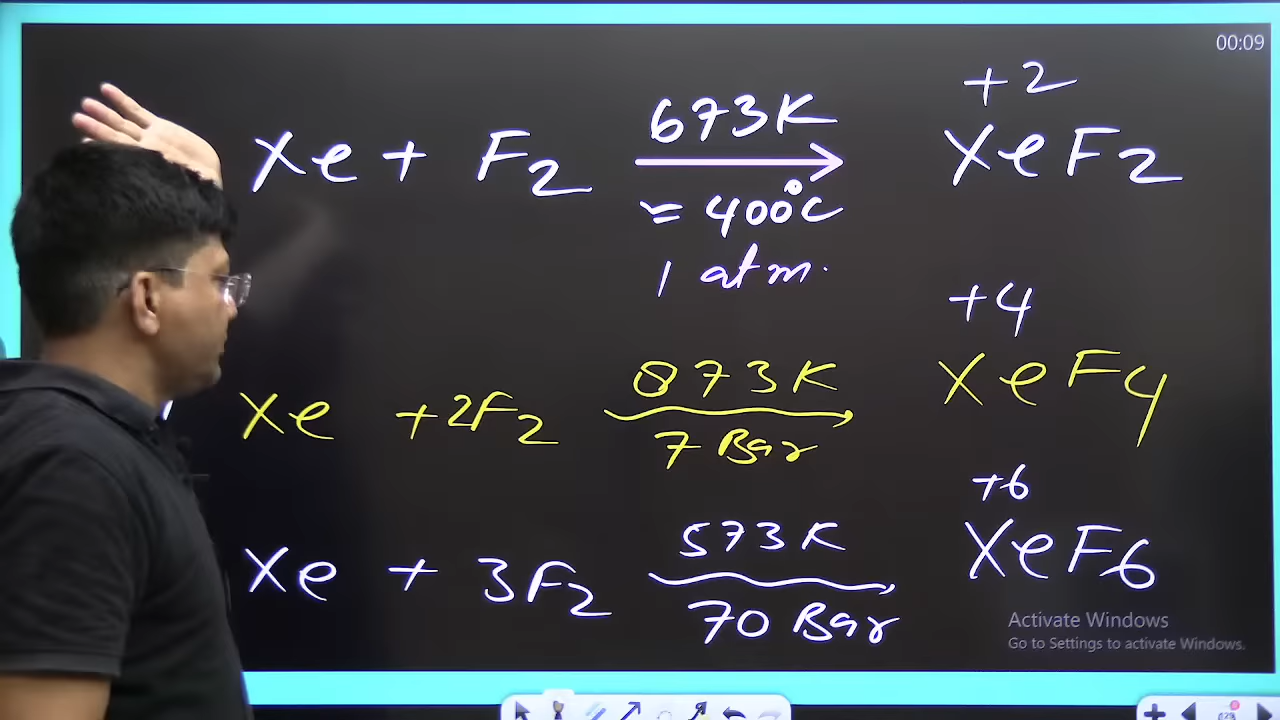 00:09
+2
Xe + F2 673K XeF2
= 400°C
1 atm.
+4
Xe +2F2 873K XeF4
7 Bar
+6
Xe + 3F2 573K XeF6
70 Bar
Activate Windows
Go to Settings to activate Windows.